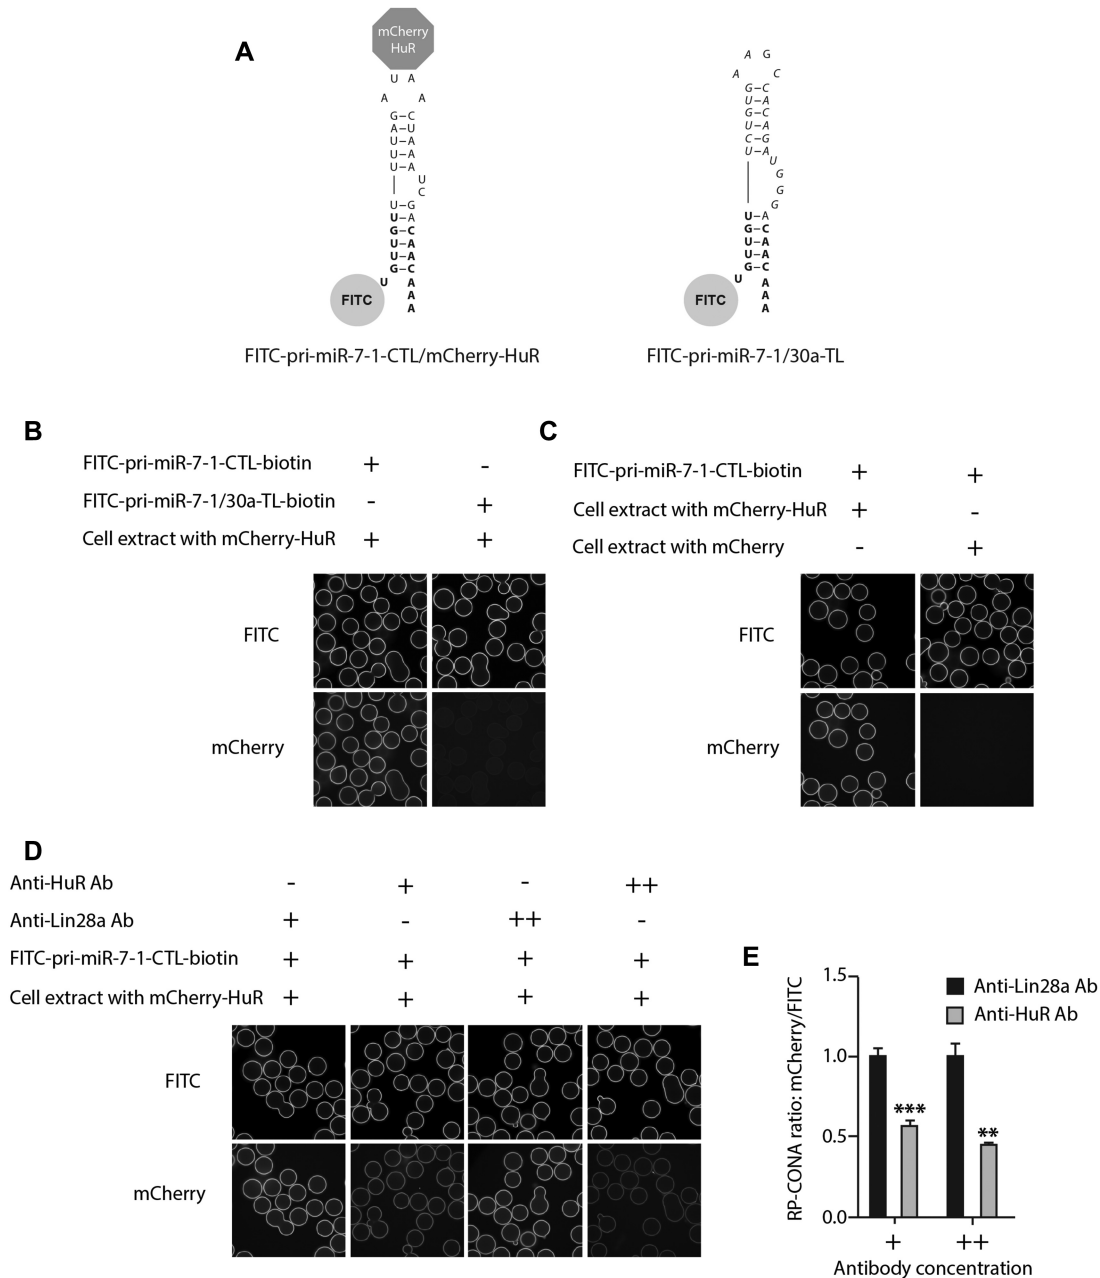 A
mCherry
HuR
U A
A A
G–C
A–U
U–A
U–A
U–A
U
C
U–G
U–A
G–C
U–A
U–A
G–C
U A
A
A
FITC
FITC-pri-miR-7-1-CTL/mCherry-HuR
A G
A C
G–C
U–A
G–C
U–A
C–G
U–A
U
G
G
G
U–A
G–C
U–A
U–A
G–C
U A
A
A
FITC
FITC-pri-miR-7-1/30a-TL
B
FITC-pri-miR-7-1-CTL-biotin + -
FITC-pri-miR-7-1/30a-TL-biotin - +
Cell extract with mCherry-HuR + +
FITC
mCherry
C
FITC-pri-miR-7-1-CTL-biotin + +
Cell extract with mCherry-HuR + -
Cell extract with mCherry - +
FITC
mCherry
D
Anti-HuR Ab - + - ++
Anti-Lin28a Ab + - ++ -
FITC-pri-miR-7-1-CTL-biotin + + + +
Cell extract with mCherry-HuR + + + +
FITC
mCherry
E
RP-CONA ratio: mCherry/FITC
1.5
1.0
0.5
0.0
Anti-Lin28a Ab
Anti-HuR Ab
***
**
+ ++
Antibody concentration